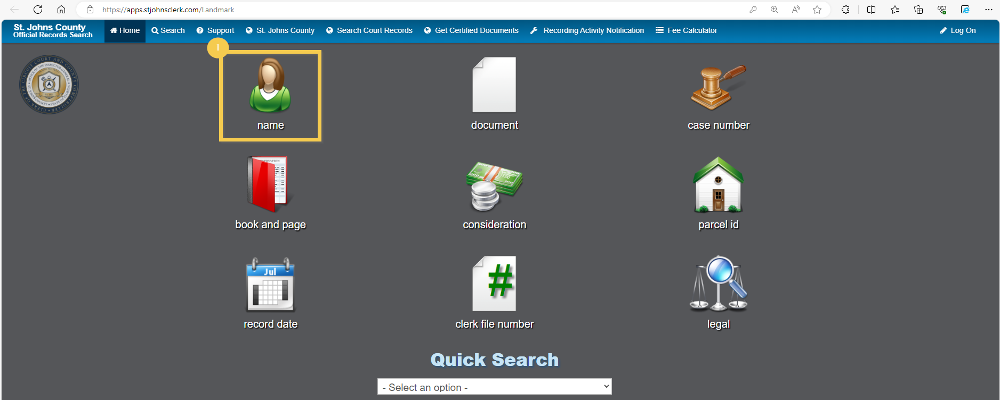 https://apps.stjohnsclerk.com/Landmark
St. Johns County
Official Records Search
Home
Search
Support
St. Johns County
Search Court Records
Get Certified Documents
Recording Activity Notification
Fee Calculator
Log On
1
name
document
case number
book and page
consideration
parcel id
Jul
#
record date
clerk file number
legal
Quick Search
- Select an option -